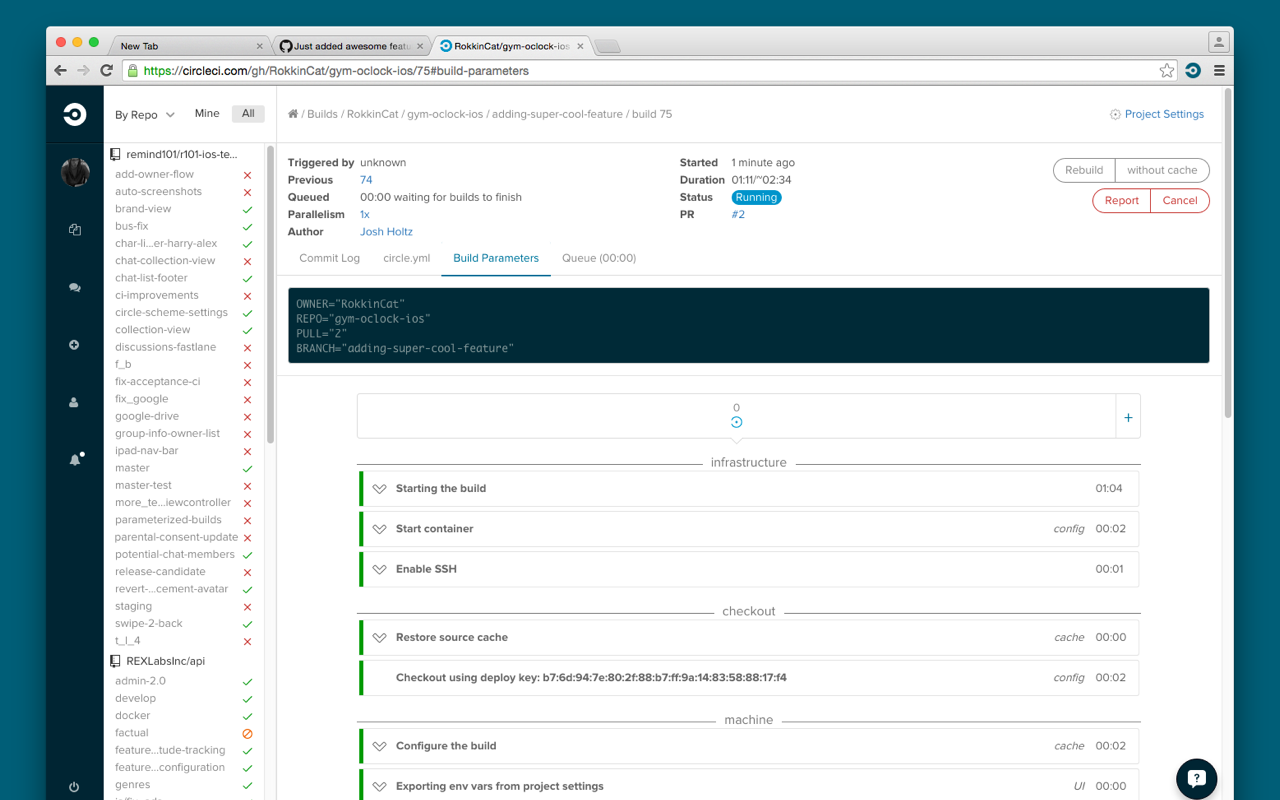 New Tab
Just added awesome featu
RokkinCat/gym-oclock-ios
https://circleci.com/gh/RokkinCat/gym-oclock-ios/75#build-parameters
By Repo
Mine
All
/ Builds / RokkinCat / gym-oclock-ios / adding-super-cool-feature / build 75
Project Settings
remind101/r101-ios-te...
add-owner-flow
auto-screenshots
brand-view
bus-fix
char-li...er-harry-alex
chat-collection-view
chat-list-footer
ci-improvements
circle-scheme-settings
collection-view
discussions-fastlane
f_b
fix-acceptance-ci
fix_google
google-drive
group-info-owner-list
ipad-nav-bar
master
master-test
more_te...iewcontroller
parameterized-builds
parental-consent-update
potential-chat-members
release-candidate
revert-...cement-avatar
staging
swipe-2-back
t_l_4
REXLabsInc/api
admin-2.0
develop
docker
factual
feature...tude-tracking
feature...configuration
genres
Triggered by unknown
Previous 74
Queued 00:00 waiting for builds to finish
Parallelism 1x
Author Josh Holtz
Started 1 minute ago
Duration 01:11/~02:34
Status Running
PR #2
Rebuild without cache
Report Cancel
Commit Log circle.yml Build Parameters Queue (00:00)
OWNER="RokkinCat"
REPO="gym-oclock-ios"
PULL="2"
BRANCH="adding-super-cool-feature"
0
+
infrastructure
Starting the build 01:04
Start container config 00:02
Enable SSH 00:01
checkout
Restore source cache cache 00:00
Checkout using deploy key: b7:6d:94:7e:80:2f:88:b7:ff:9a:14:83:58:88:17:f4 config 00:02
machine
Configure the build cache 00:02
Exporting env vars from project settings UI 00:00